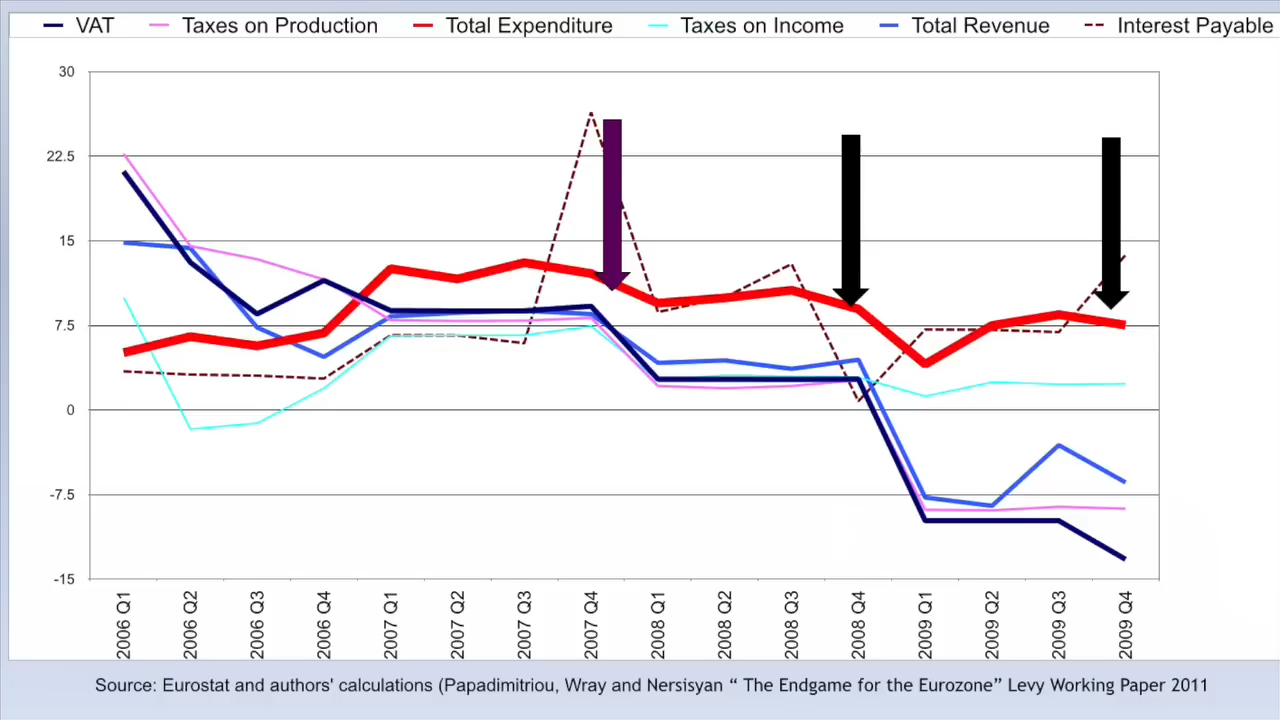 VAT Taxes on Production Total Expenditure Taxes on Income Total Revenue Interest Payable
30
22.5
15
7.5
0
-7.5
-15
2006 Q1
2006 Q2
2006 Q3
2006 Q4
2007 Q1
2007 Q2
2007 Q3
2007 Q4
2008 Q1
2008 Q2
2008 Q3
2008 Q4
2009 Q1
2009 Q2
2009 Q3
2009 Q4
Source: Eurostat and authors' calculations (Papadimitriou, Wray and Nersisyan “ The Endgame for the Eurozone” Levy Working Paper 2011